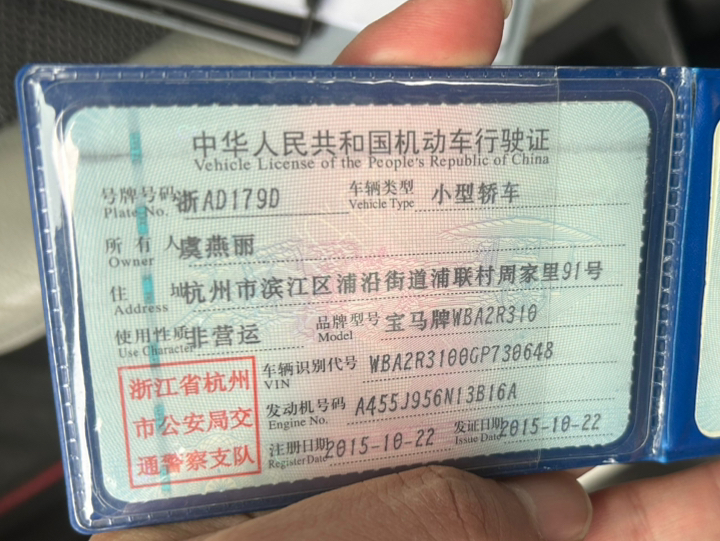 中华人民共和国机动车行驶证
Vehicle License of the People's Republic of China
号牌号码 浙AD179D 车辆类型 小型轿车
Plate No. Vehicle Type
所有人 虞燕丽
Owner
住址 杭州市滨江区浦沿街道浦联村周家里91号
Address
使用性质 非营运 品牌型号 宝马牌WBA2R310
Use Character Model
浙江省杭州
市公安局交
通警察支队
车辆识别代号 WBA2R3100GP730648
VIN
发动机号码 A455J956N13B16A
Engine No.
注册日期 2015-10-22 发证日期 2015-10-22
Register Date Issue Date